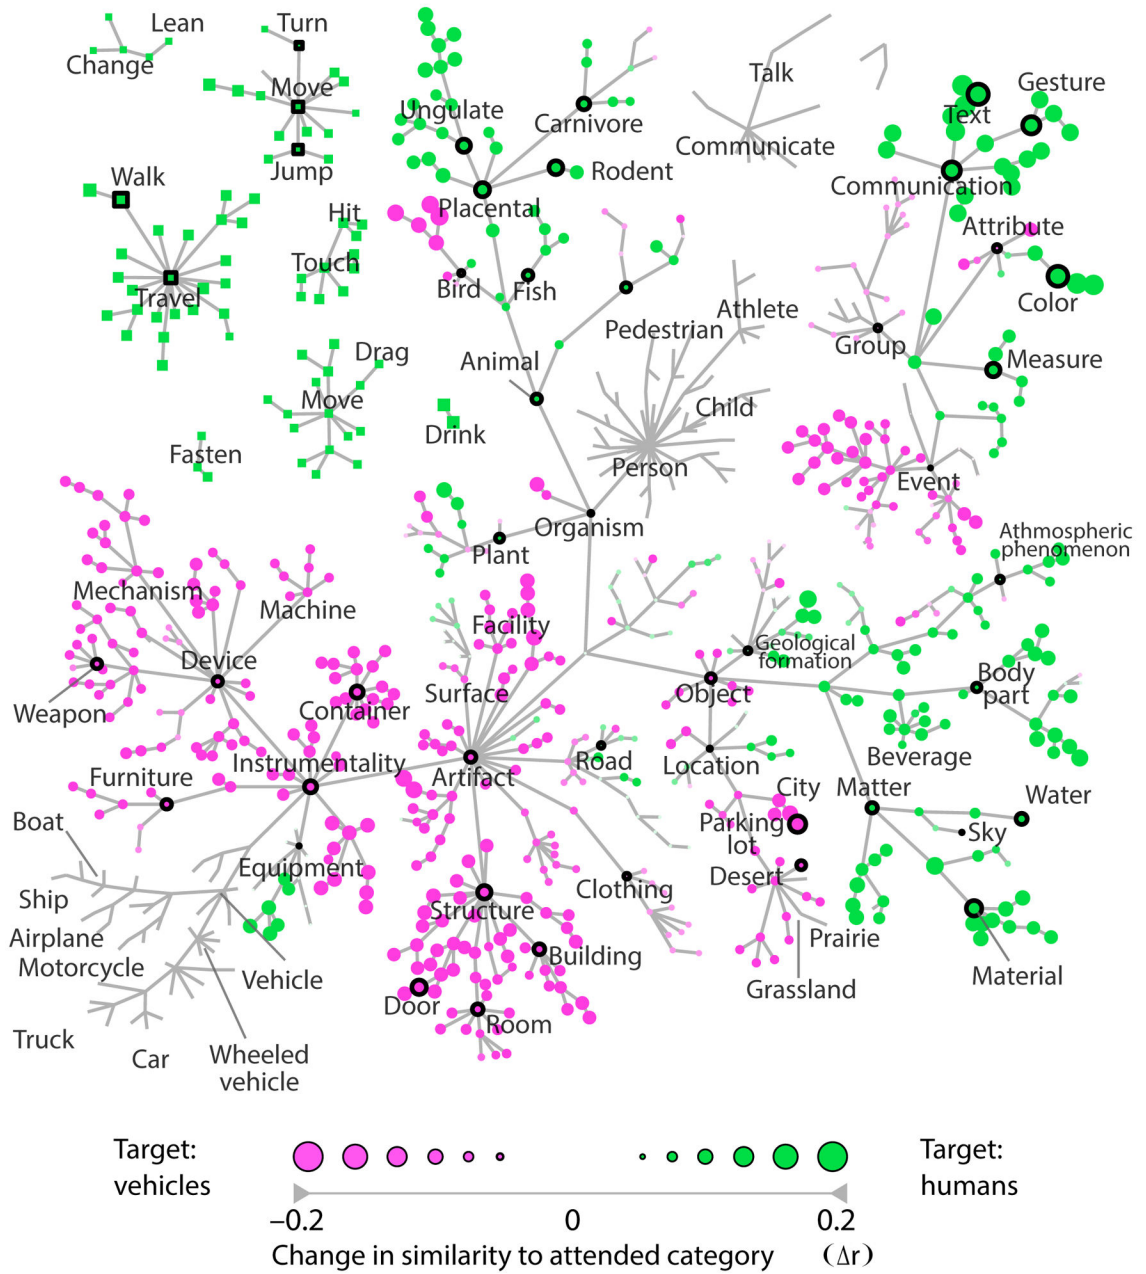 Lean
Turn
Change
Move
Jump
Ungulate
Carnivore
Talk
Communicate
Gesture
Text
Walk
Rodent
Communication
Placental
Hit
Attribute
Touch
Travel
Bird
Fish
Color
Athlete
Pedestrian
Group
Measure
Animal
Drag
Move
Child
Drink
Fasten
Person
Event
Organism
Plant
Athmospheric
phenomenon
Mechanism
Machine
Facility
Geological
formation
Device
Surface
Object
Body
part
Weapon
Container
Instrumentality
Artifact
Road
Location
Beverage
Furniture
City
Matter
Water
Boat
Parking
lot
Sky
Equipment
Clothing
Desert
Ship
Structure
Airplane
Prairie
Motorcycle
Vehicle
Building
Grassland
Material
Door
Room
Truck
Car
Wheeled
vehicle
Target:
vehicles
Target:
humans
–0.2 0 0.2
Change in similarity to attended category (Δr)